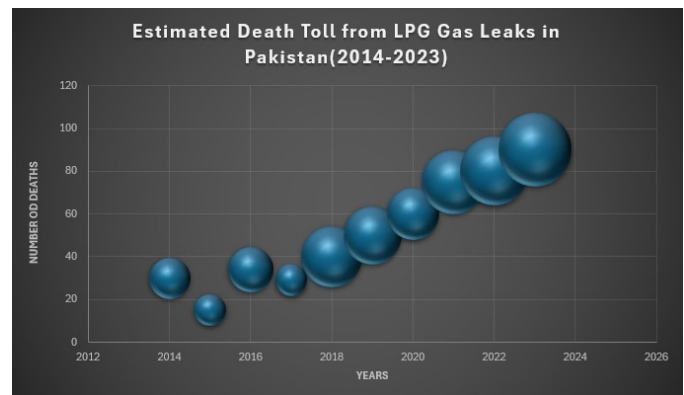 Estimated Death Toll from LPG Gas Leaks in
Pakistan(2014-2023)
120
100
80
60
40
20
0
NUMBER OD DEATHS
2012 2014 2016 2018 2020 2022 2024 2026
YEARS